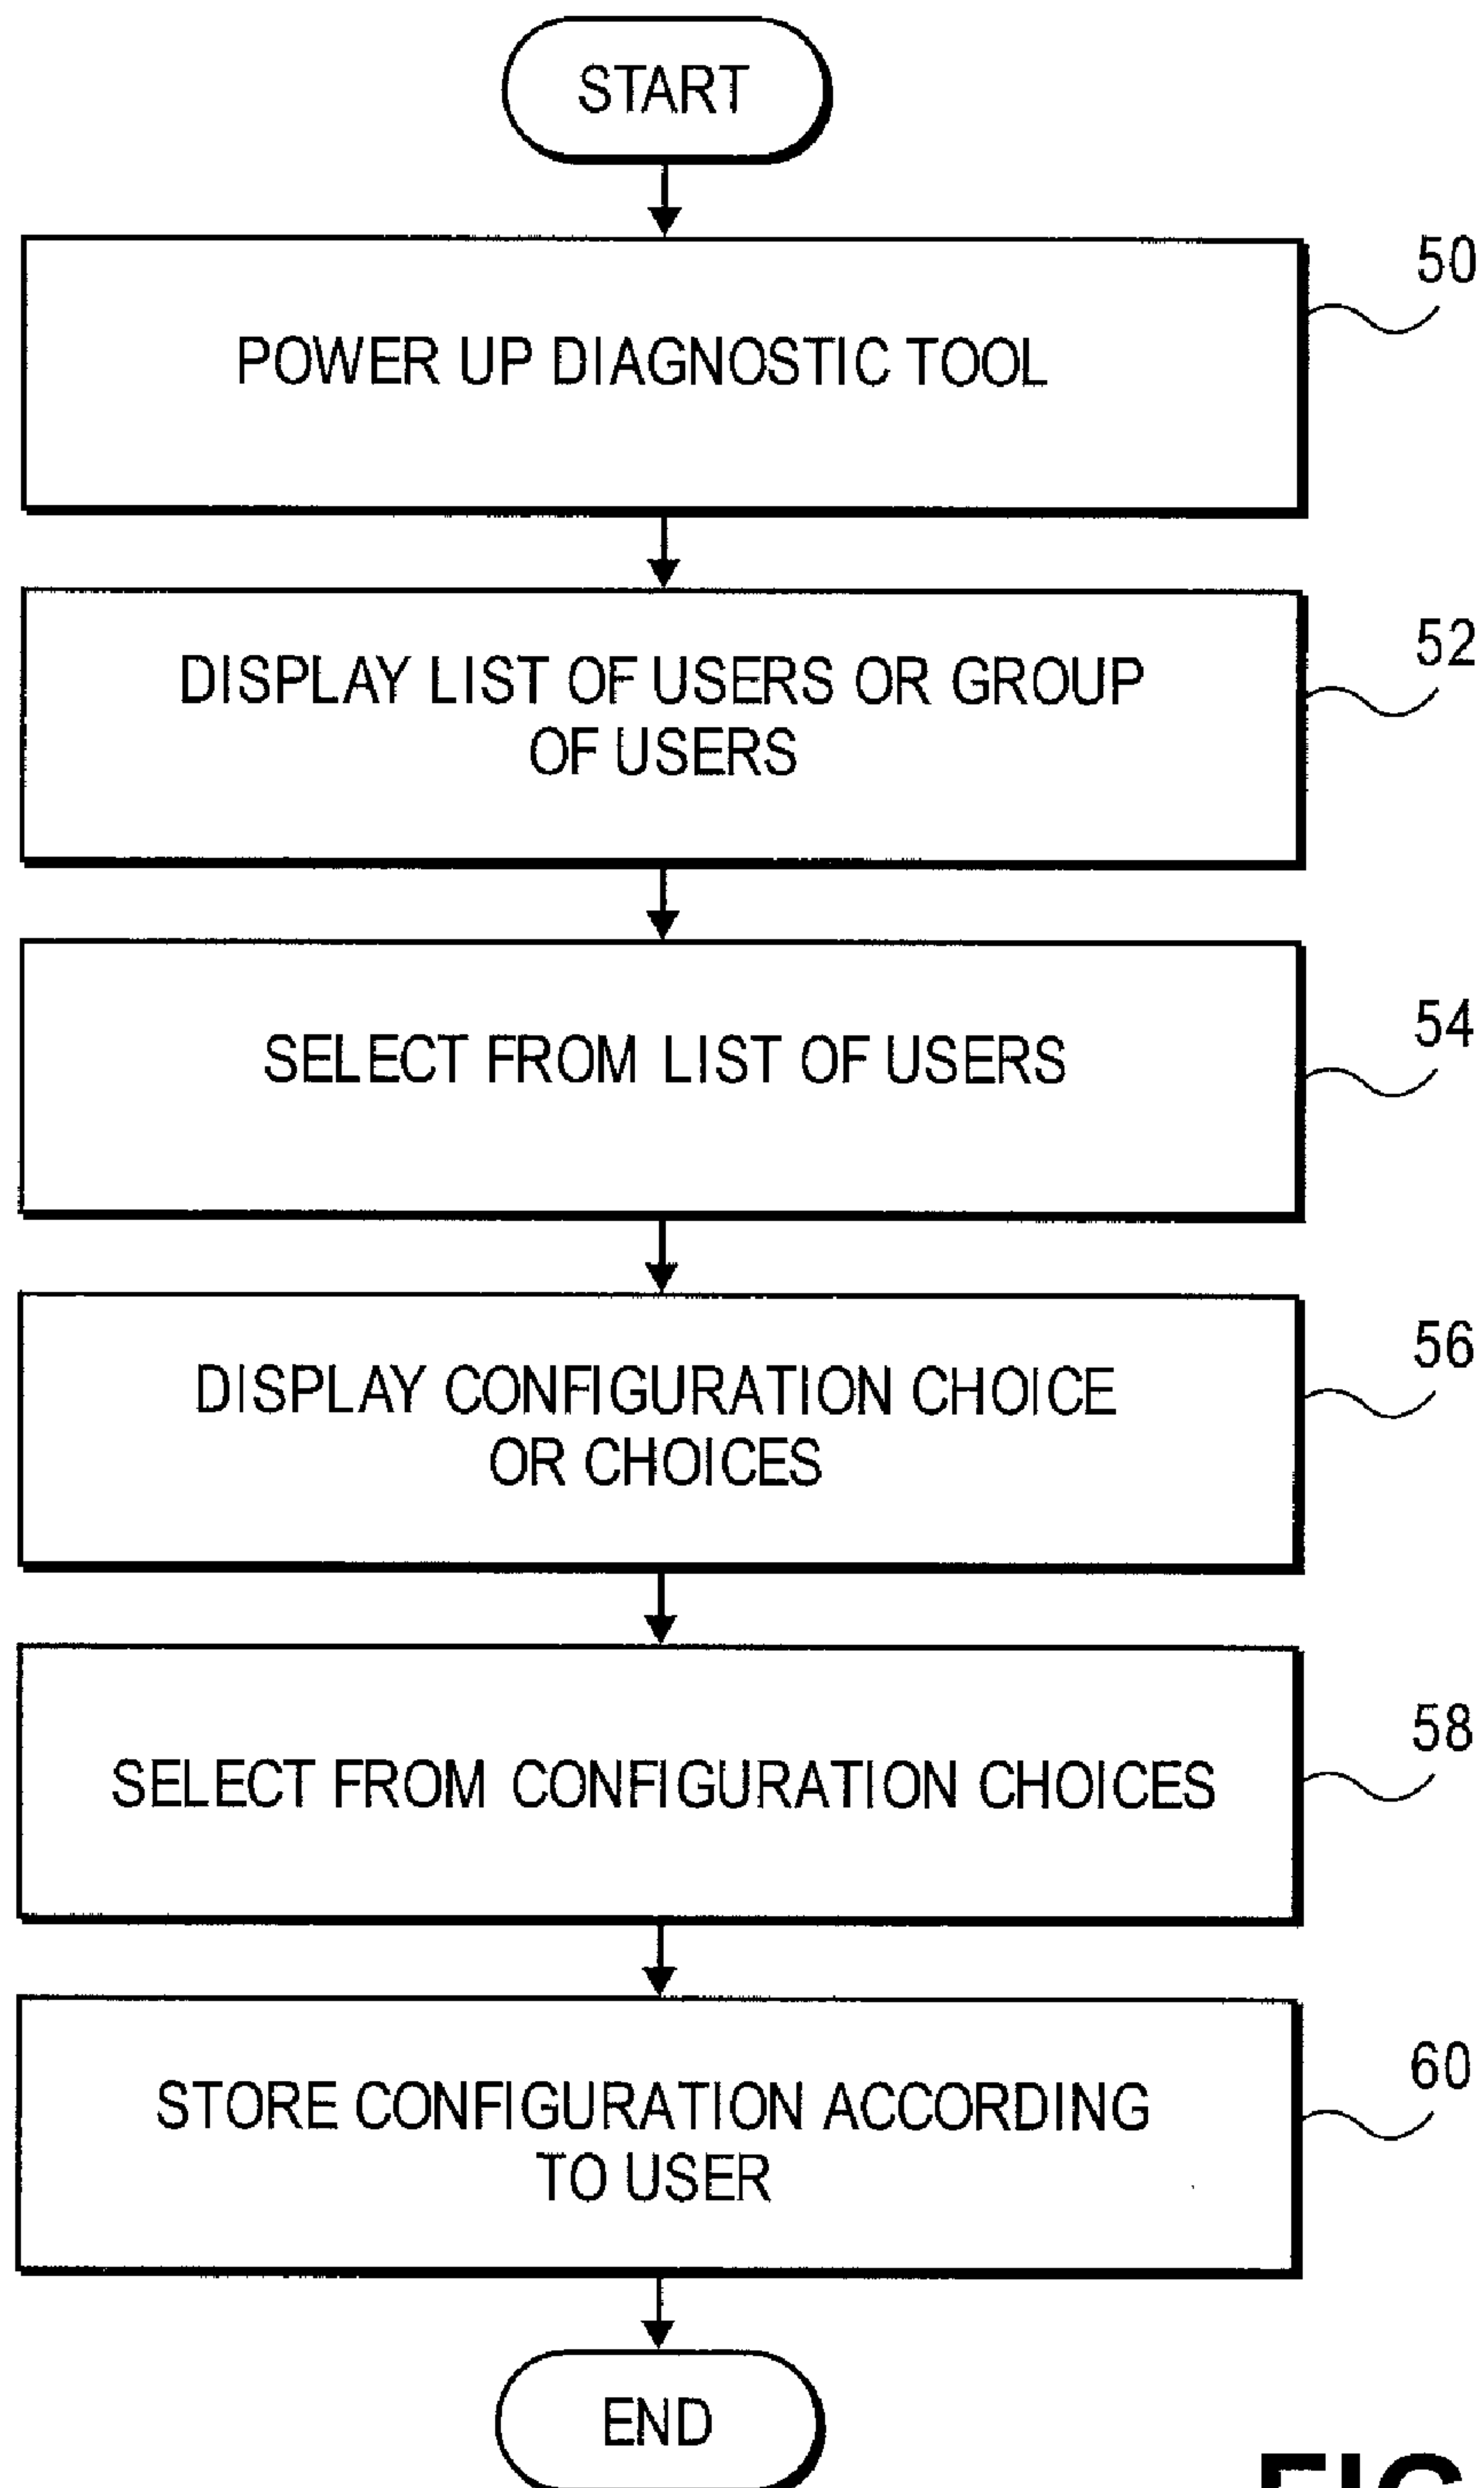 START
50
POWER UP DIAGNOSTIC TOOL
52
DISPLAY LIST OF USERS OR GROUP
OF USERS
54
SELECT FROM LIST OF USERS
56
DISPLAY CONFIGURATION CHOICE
OR CHOICES
58
SELECT FROM CONFIGURATION CHOICES
60
STORE CONFIGURATION ACCORDING
TO USER
END